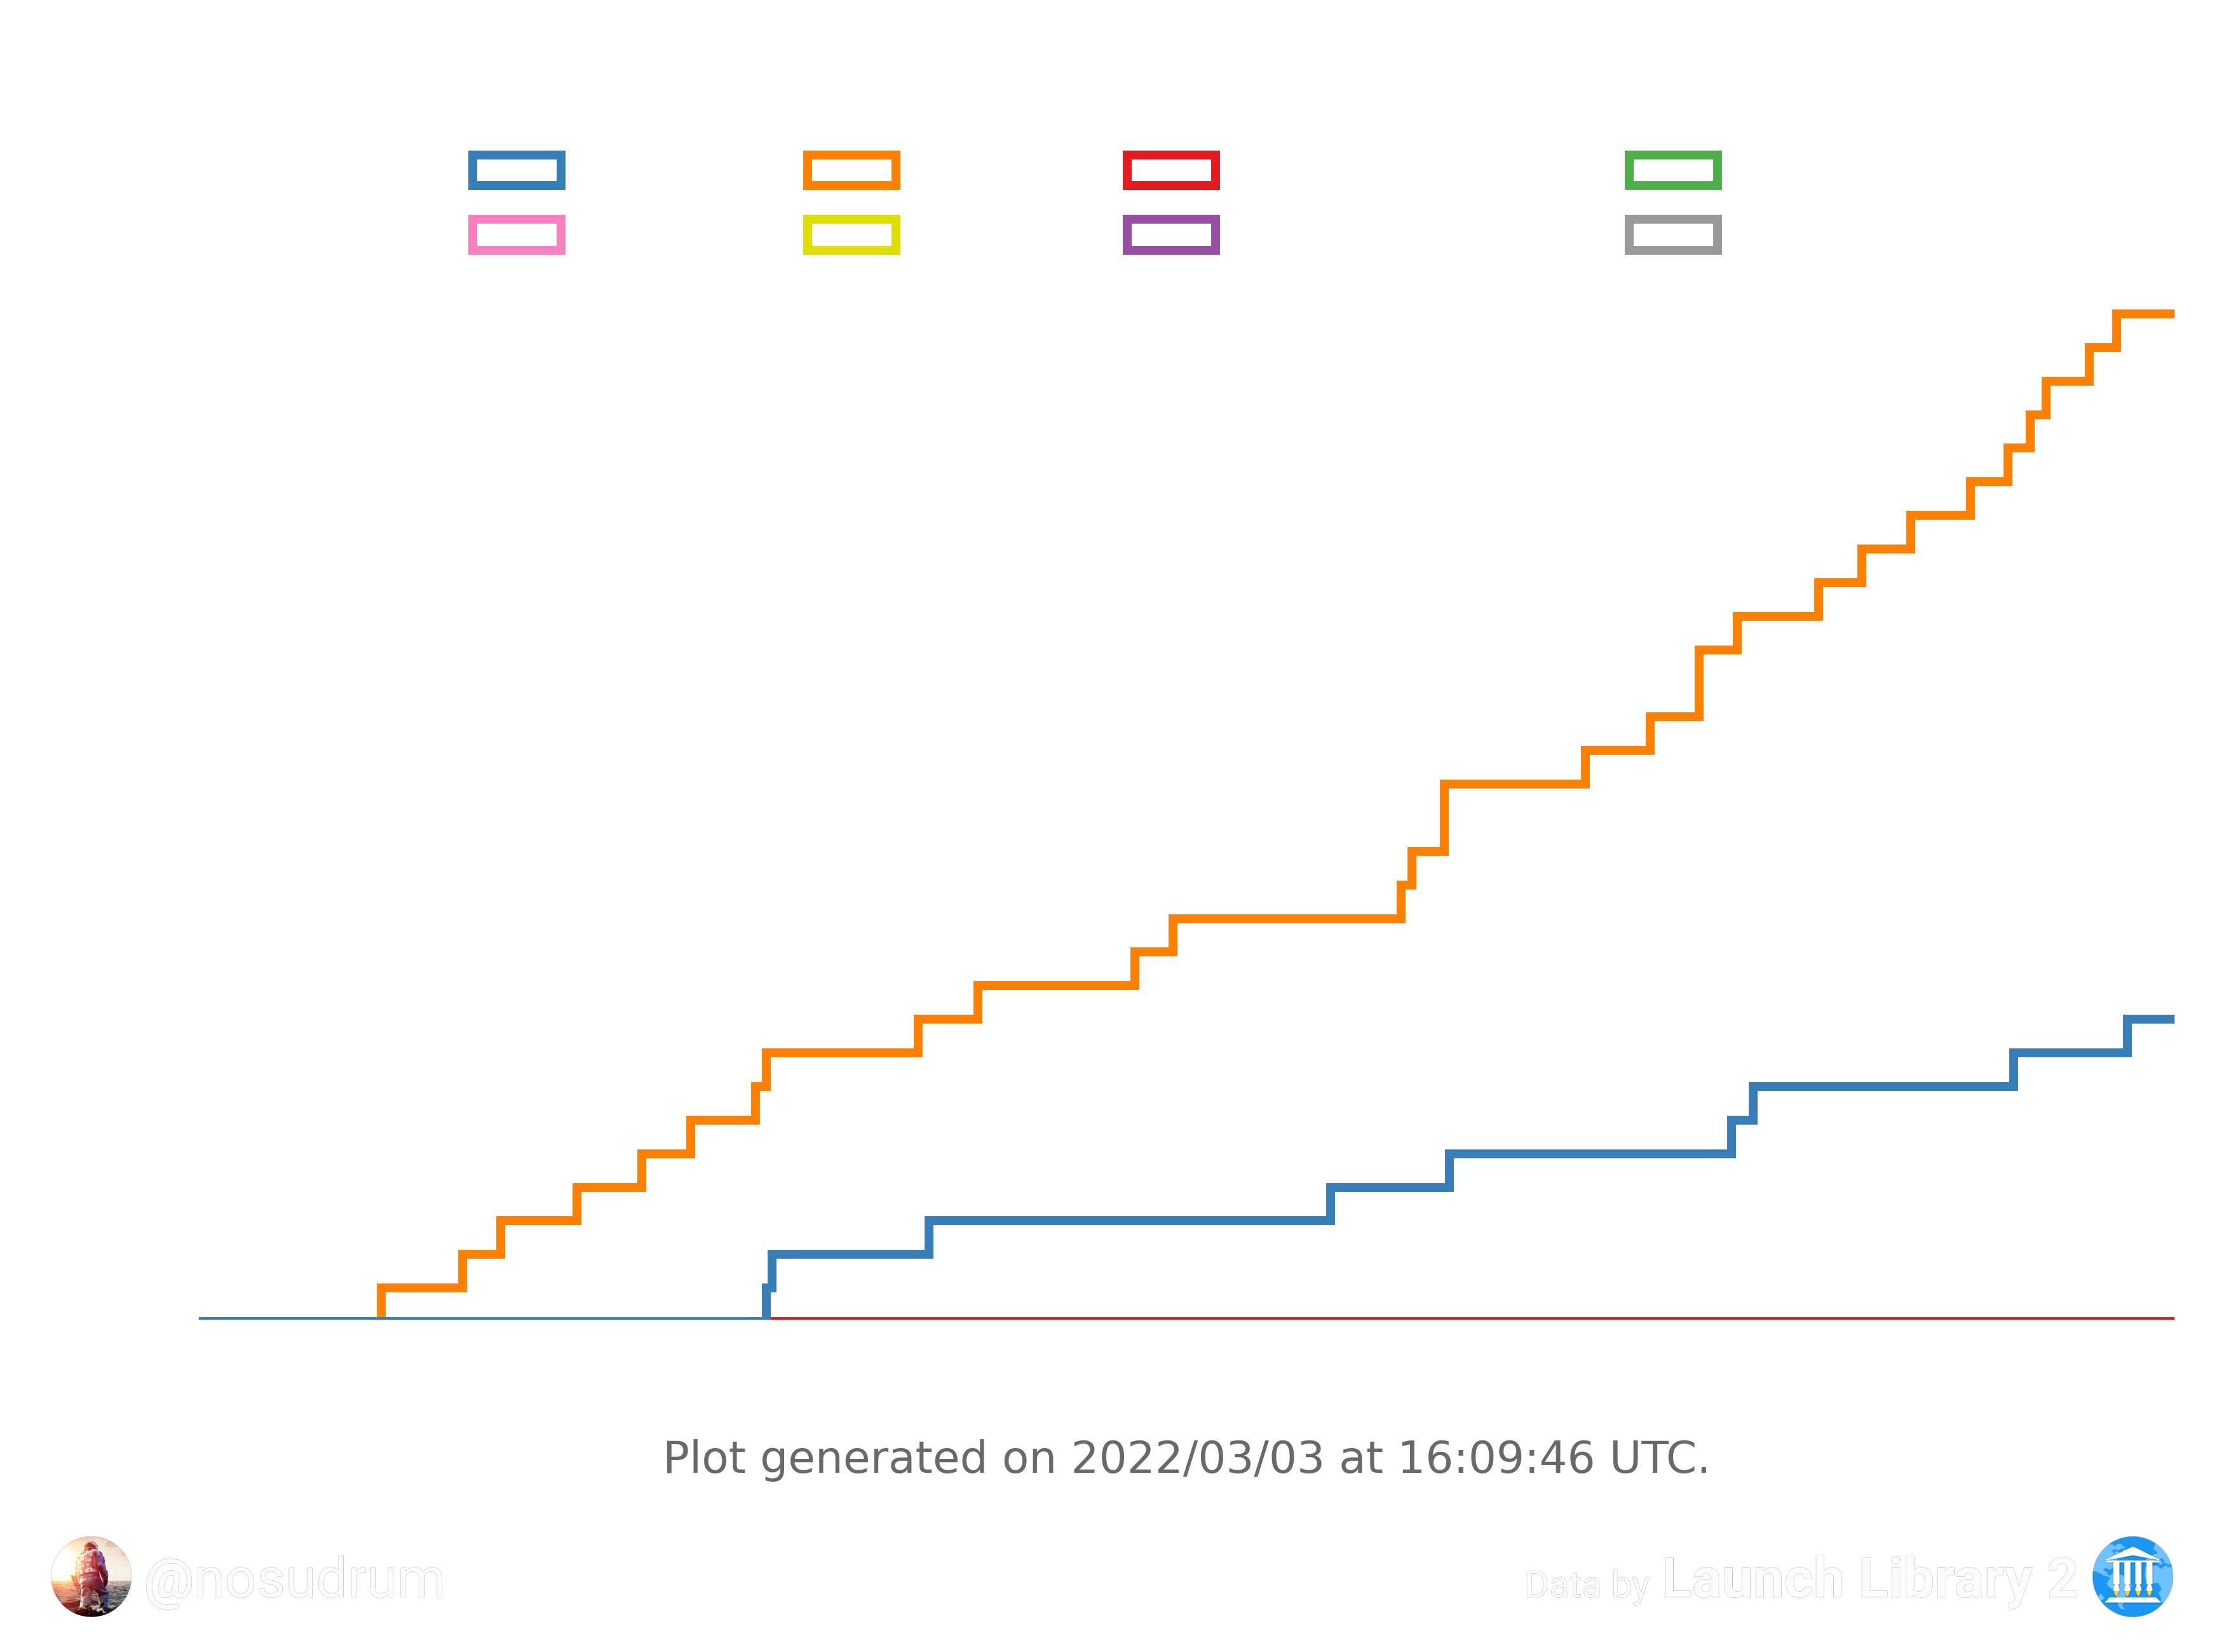 Plot generated on 2022/03/03 at 16:09:46 UTC.
@nosudrum
Data by Launch Library 2